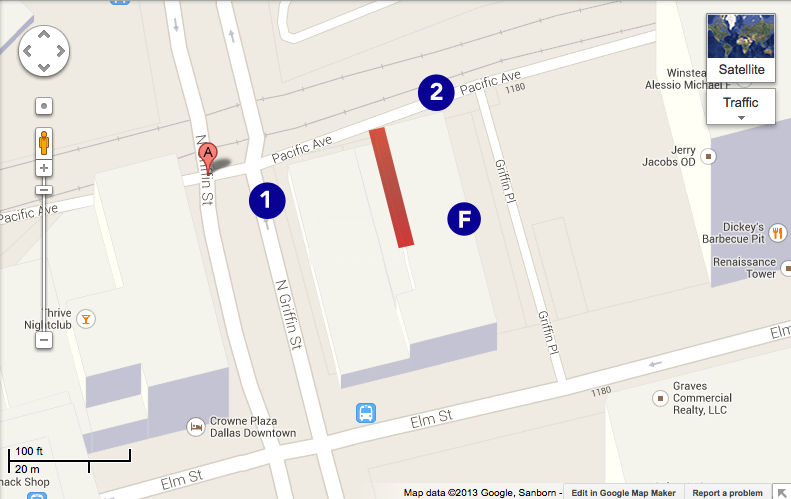 Satellite
Traffic
2
Pacific Ave
1180
Winstea
Alessio Michael F
N Griffin St
A
Pacific Ave
Jerry
Jacobs OD
Griffin Pl
1
F
Pacific Ave
Dickey's
Barbecue Pit
Renaissance
Tower
N Griffin St
Thrive
Nightclub
Griffin Pl
Elm
1180
Graves
Commercial
Realty, LLC
Elm St
Crowne Plaza
Dallas Downtown
100 ft
20 m
Elm St
nack Shop
Map data ©2013 Google, Sanborn -
Edit in Google Map Maker
Report a problem